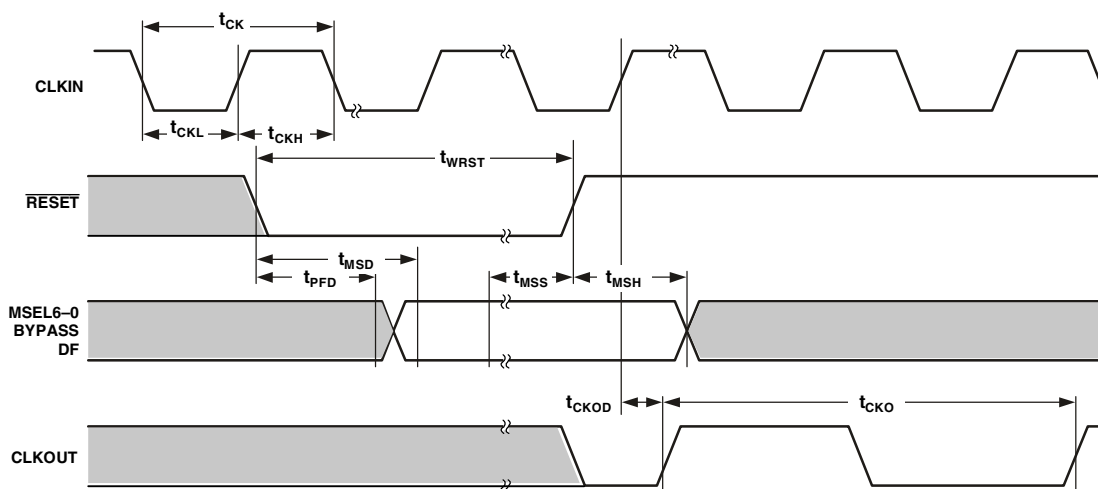 tCK
CLKIN
tCKL
tCKH
tWRST
RESET
tMSD
tPFD
tMSS
tMSH
MSEL6–0
BYPASS
DF
tCKOD
tCKO
CLKOUT